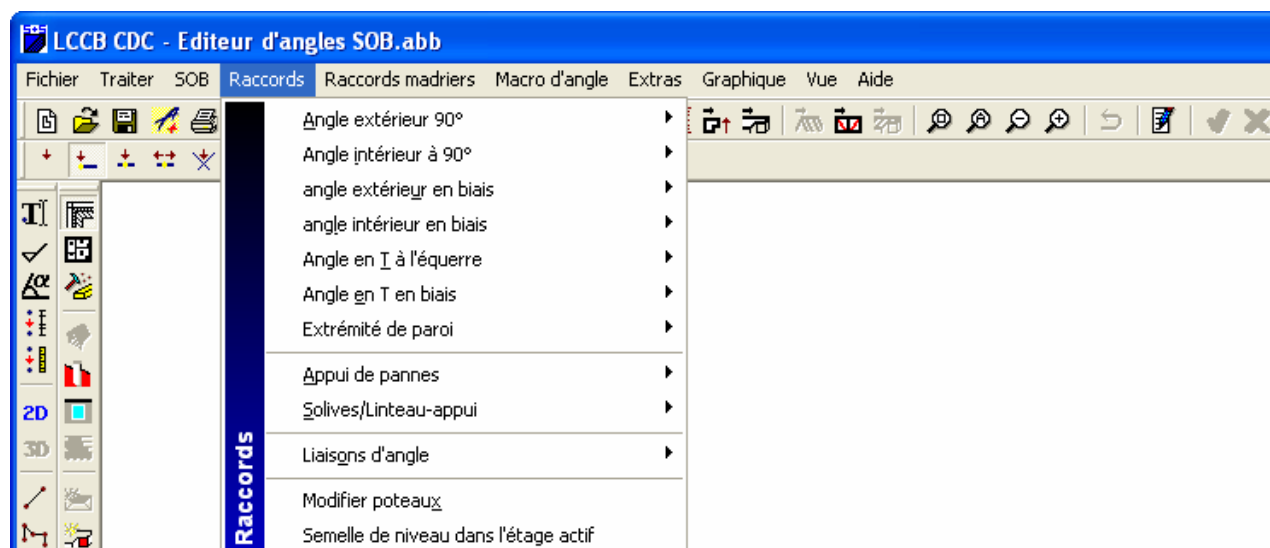 LCCB CDC - Editeur d'angles SOB.abb
Fichier Traiter SOB Raccords Raccords madriers Macro d'angle Extras Graphique Vue Aide
Angle extérieur 90°
Angle intérieur à 90°
angle extérieur en biais
angle intérieur en biais
Angle en T à l'équerre
Angle en T en biais
Extrémité de paroi
Appui de pannes
Solives/Linteau-appui
Liaisons d'angle
Modifier poteaux
Semelle de niveau dans l'étage actif
Raccords
2D
3D